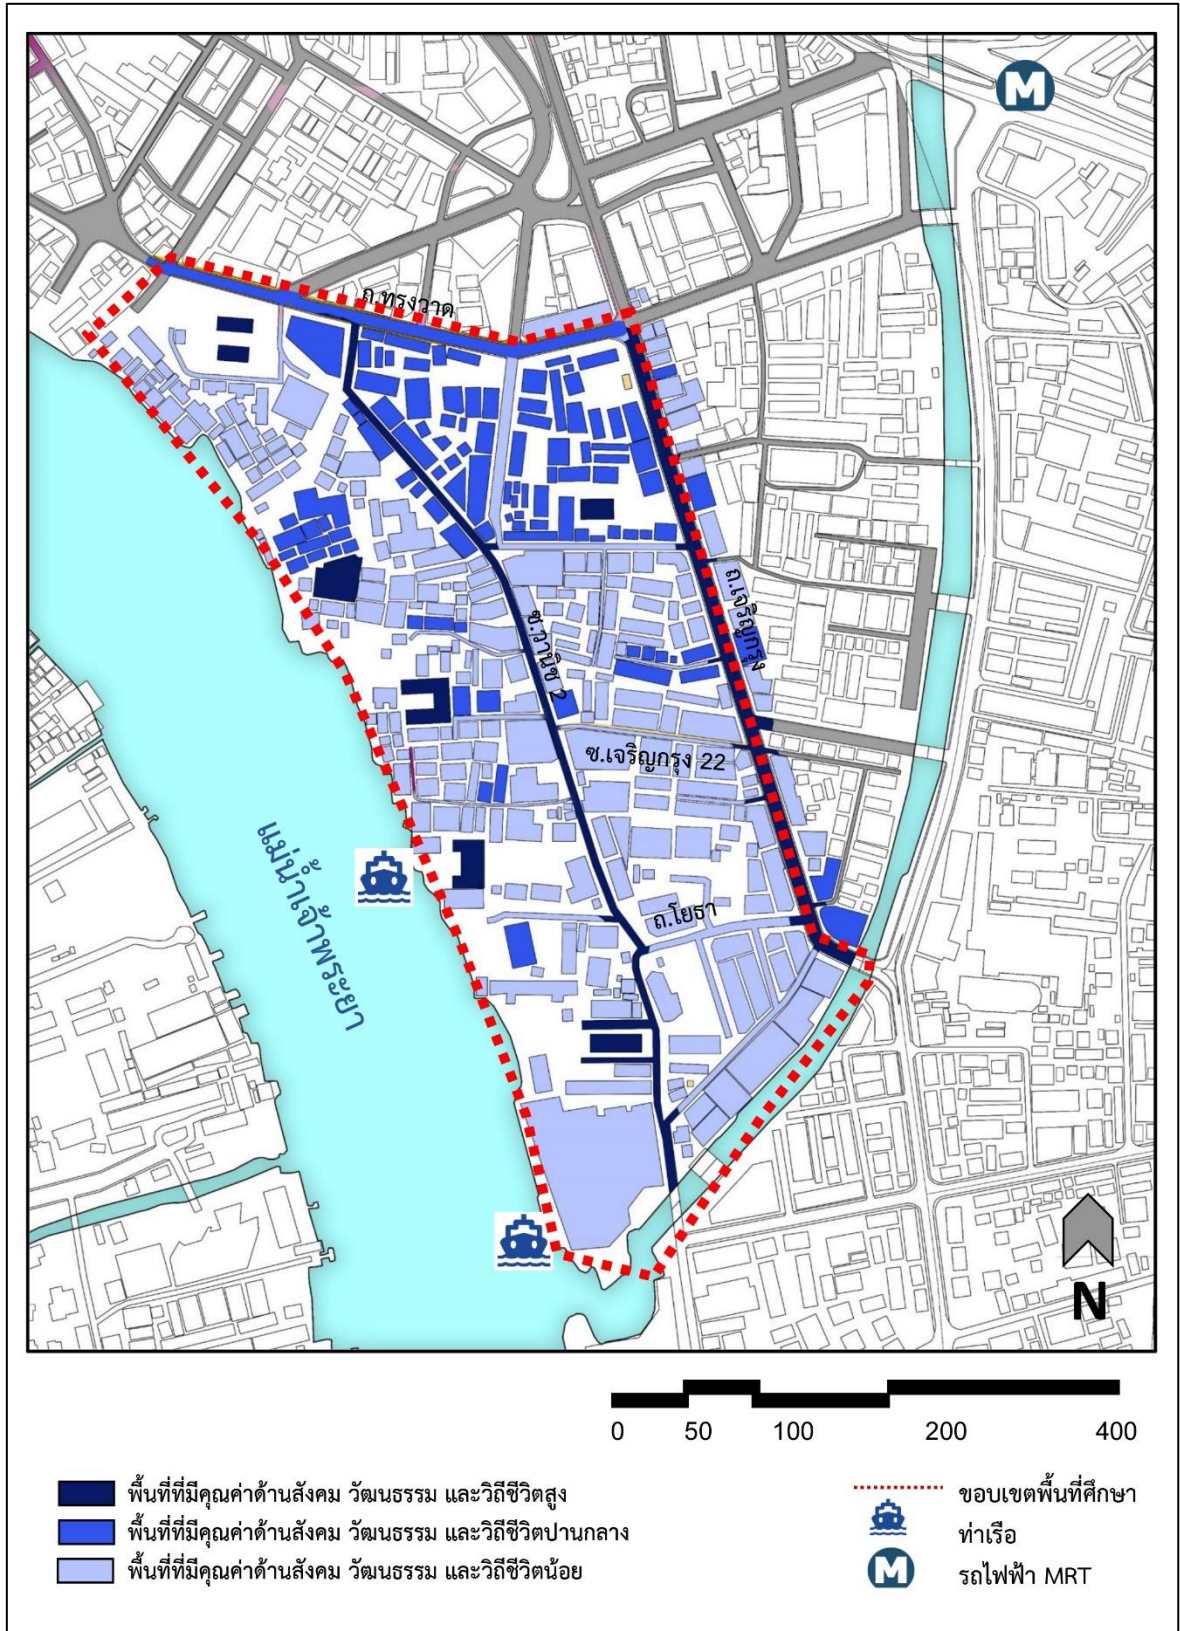 M
ถ.ทรงวาด
ถ.เจริญกรุง
ซ.วานิช 2
ซ.เจริญกรุง 22
ถ.โยธา
แม่น้ำเจ้าพระยา
N
0 50 100 200 400
พื้นที่ที่มีคุณค่าด้านสังคม วัฒนธรรม และวิถีชีวิตสูง
พื้นที่ที่มีคุณค่าด้านสังคม วัฒนธรรม และวิถีชีวิตปานกลาง
พื้นที่ที่มีคุณค่าด้านสังคม วัฒนธรรม และวิถีชีวิตน้อย
ขอบเขตพื้นที่ศึกษา
ท่าเรือ
M รถไฟฟ้า MRT